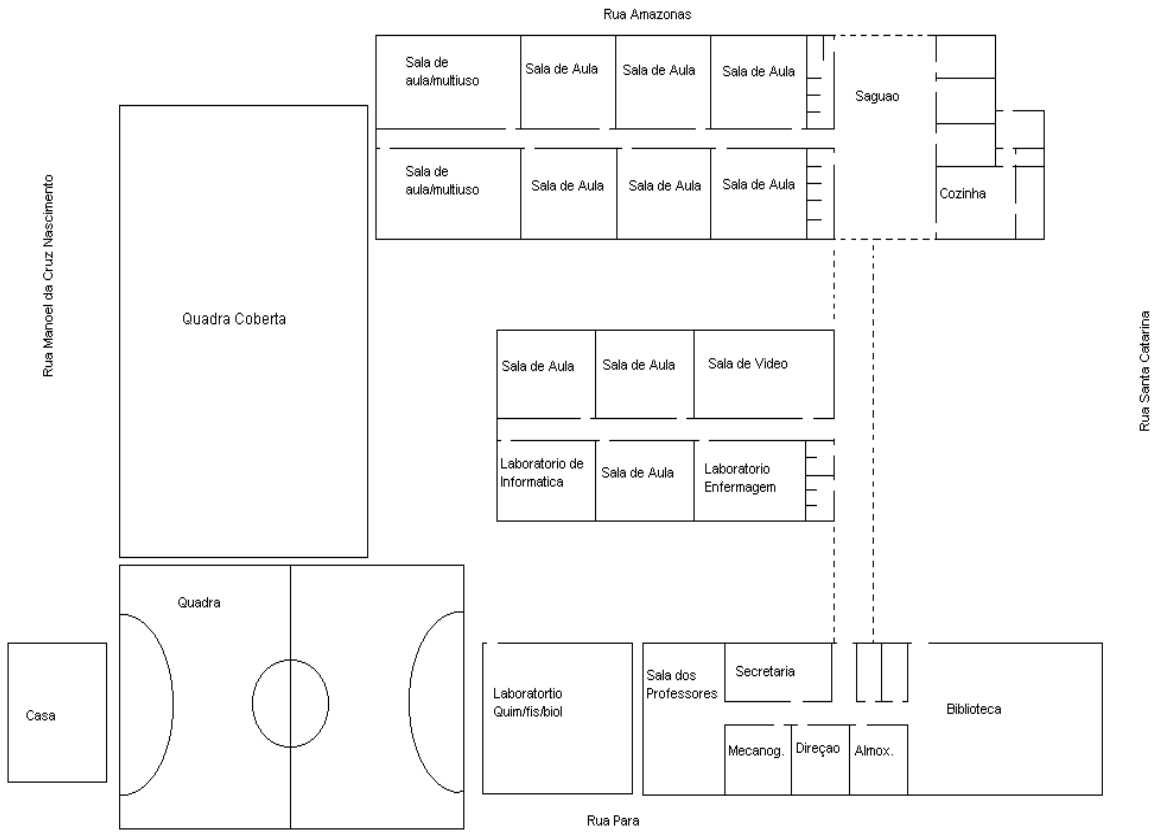 Rua Amazonas
Sala de
aula/multiuso
Sala de Aula
Sala de Aula
Sala de Aula
Saguao
Sala de
aula/multiuso
Sala de Aula
Sala de Aula
Sala de Aula
Cozinha
Rua Manoel da Cruz Nascimento
Quadra Coberta
Rua Santa Catarina
Sala de Aula
Sala de Aula
Sala de Video
Laboratorio de
Informatica
Sala de Aula
Laboratorio
Enfermagem
Quadra
Casa
Laboratortio
Quim/fis/biol
Sala dos
Professores
Secretaria
Biblioteca
Mecanog.
Direçao
Almox.
Rua Para